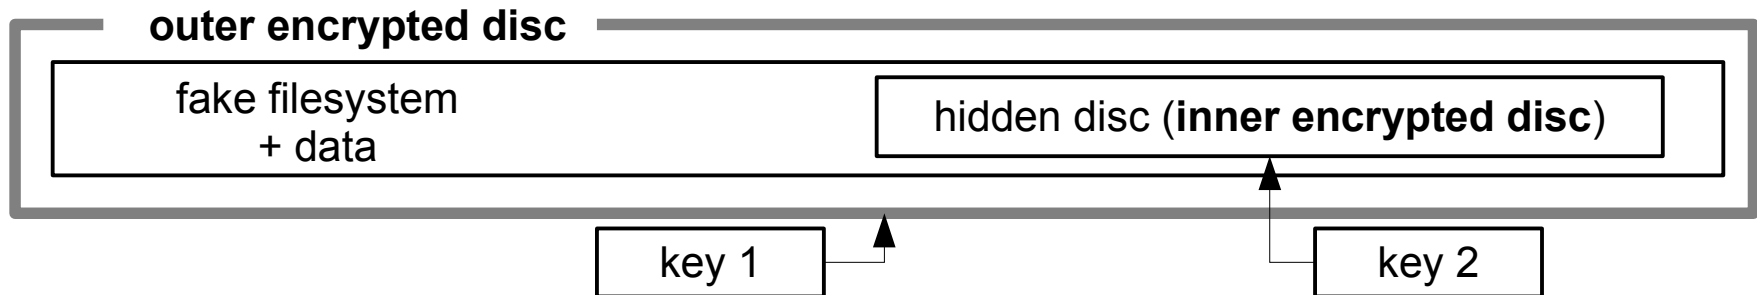 outer encrypted disc
fake filesystem
+ data
hidden disc (inner encrypted disc)
key 1
key 2